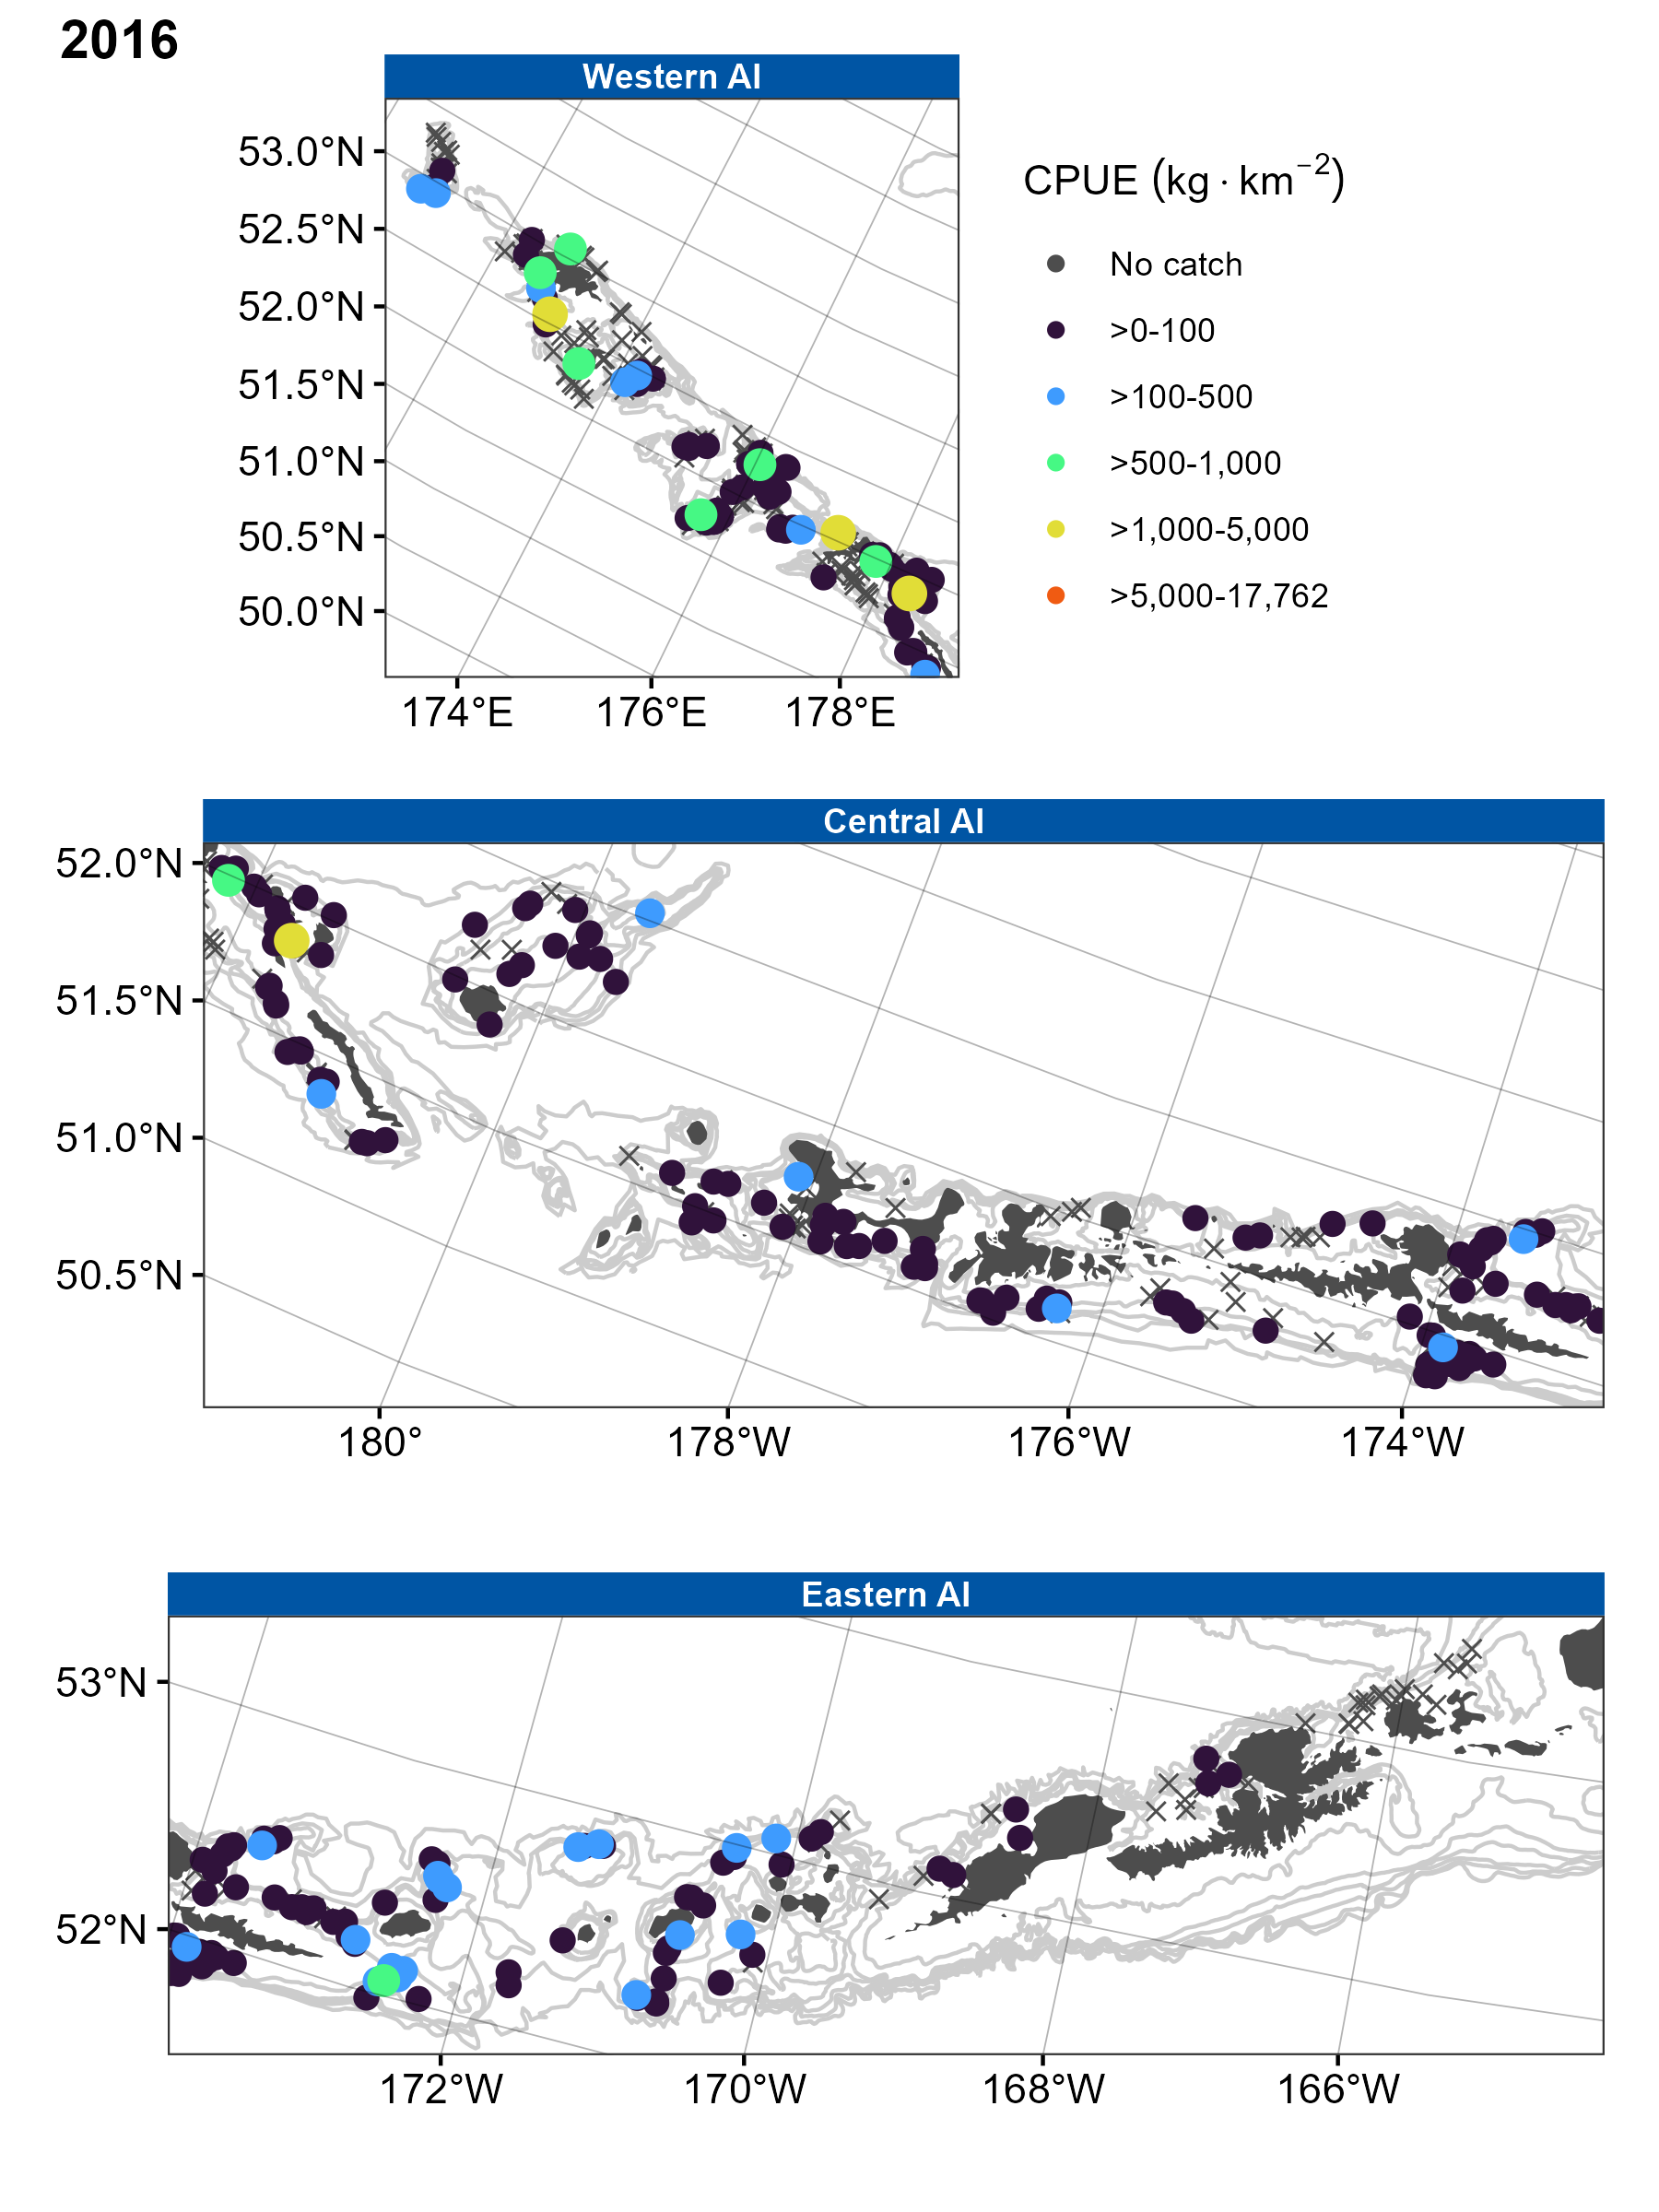 2016
Western AI
53.0°N
52.5°N
52.0°N
51.5°N
51.0°N
50.5°N
50.0°N
174°E 176°E 178°E
CPUE (kg · km⁻²)
No catch
>0-100
>100-500
>500-1,000
>1,000-5,000
>5,000-17,762
Central AI
52.0°N
51.5°N
51.0°N
50.5°N
180° 178°W 176°W 174°W
Eastern AI
53°N
52°N
172°W 170°W 168°W 166°W